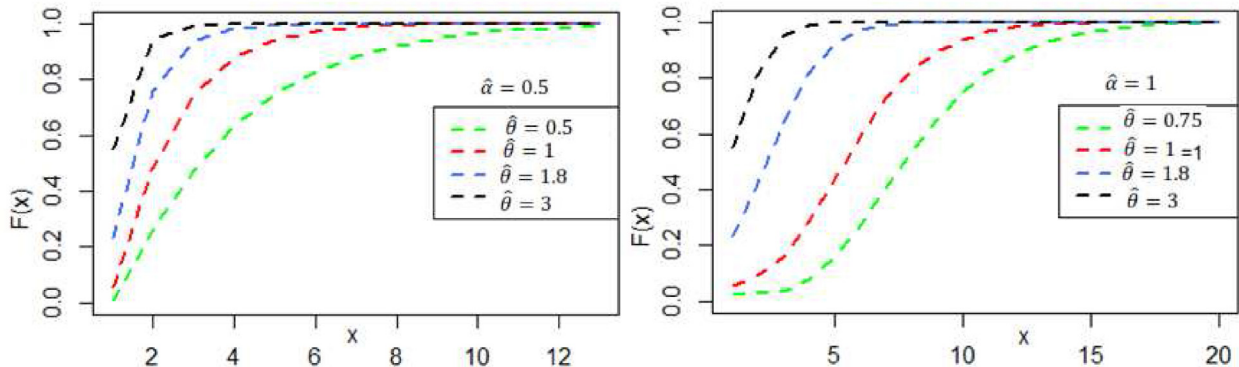 F(x)
1.0
0.8
0.6
0.4
0.2
0.0
α̂ = 0.5
θ̂ = 0.5
θ̂ = 1
θ̂ = 1.8
θ̂ = 3
2
4
6
8
10
12
x
F(x)
1.0
0.8
0.6
0.4
0.2
0.0
α̂ = 1
θ̂ = 0.75
θ̂ = 1 =1
θ̂ = 1.8
θ̂ = 3
5
10
15
20
x